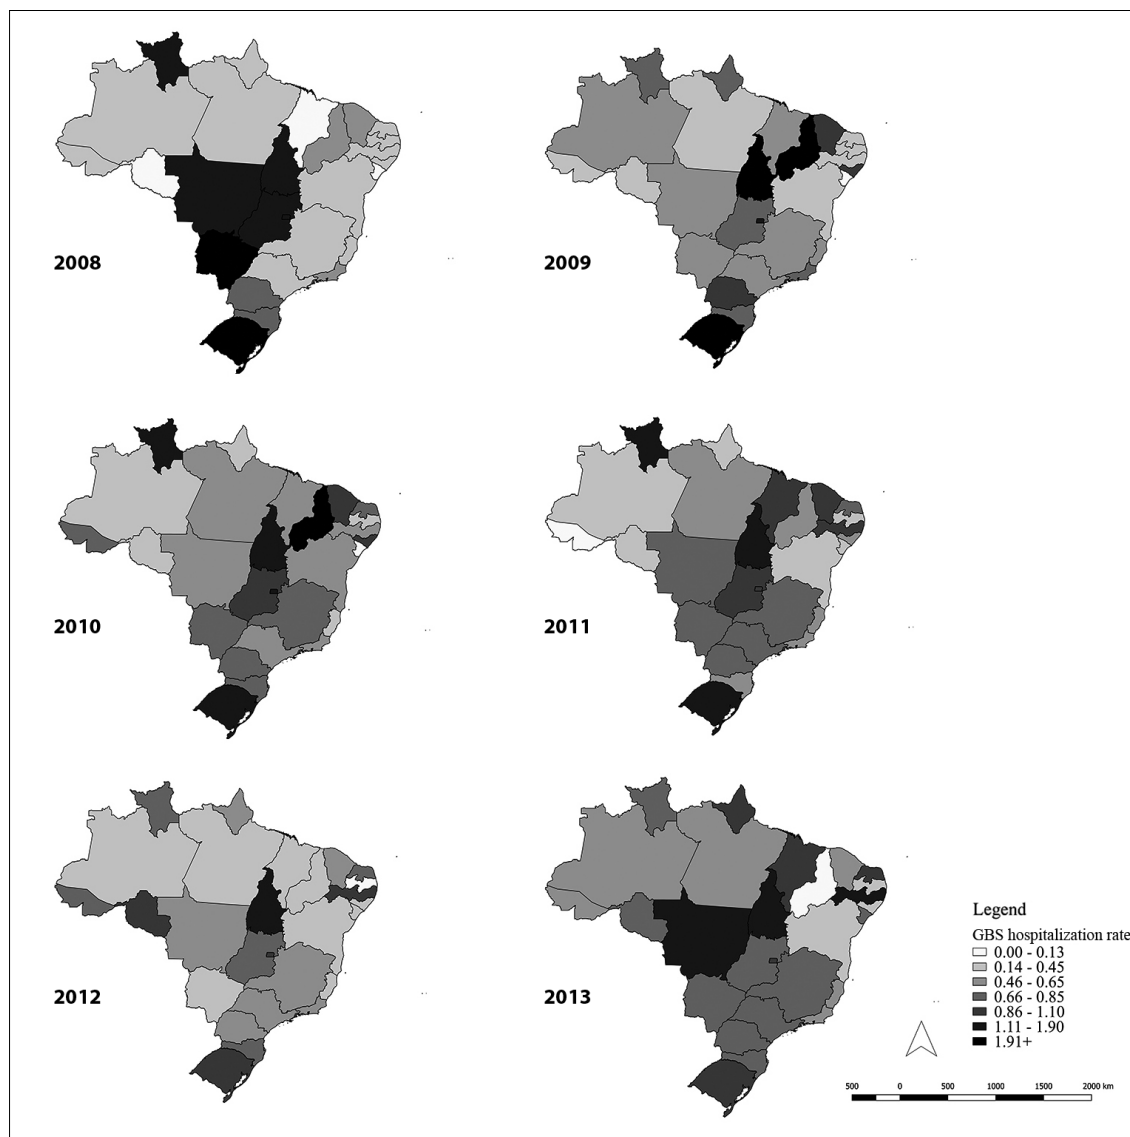 2008
2009
2010
2011
2012
2013
Legend
GBS hospitalization rate
0.00 - 0.13
0.14 - 0.45
0.46 - 0.65
0.66 - 0.85
0.86 - 1.10
1.11 - 1.90
1.91+
500 0 500 1000 1500 2000 km